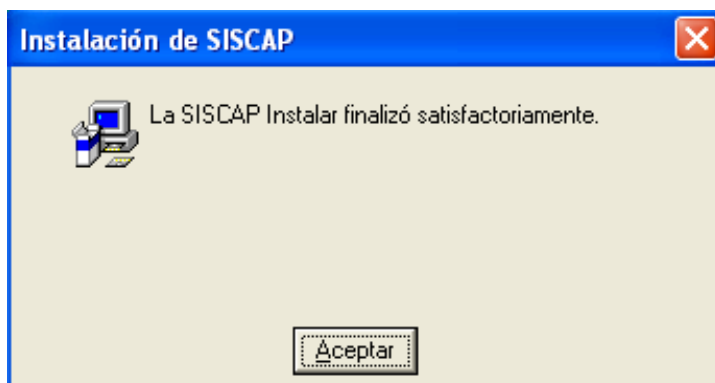 Instalación de SISCAP
La SISCAP Instalar finalizó satisfactoriamente.
Aceptar